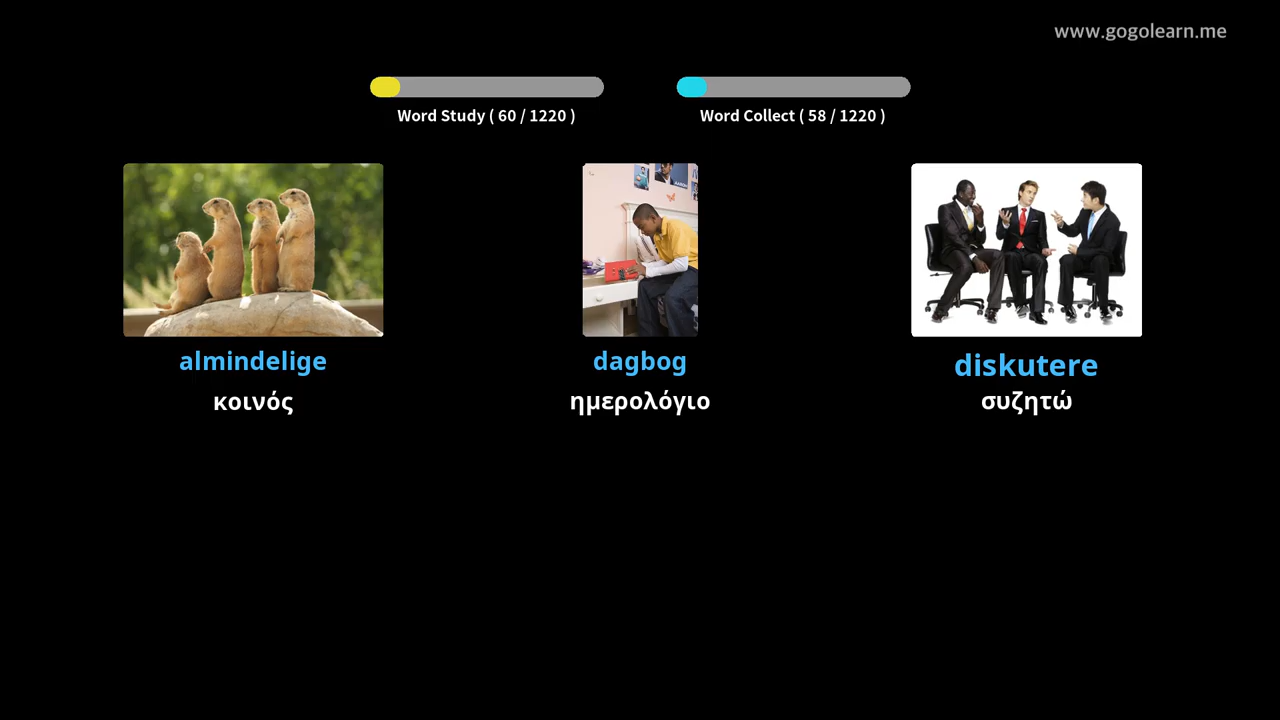 www.gogolearn.me
Word Study ( 60 / 1220 )
Word Collect ( 58 / 1220 )
almindelige
dagbog
diskutere
κοινός
ημερολόγιο
συζητώ